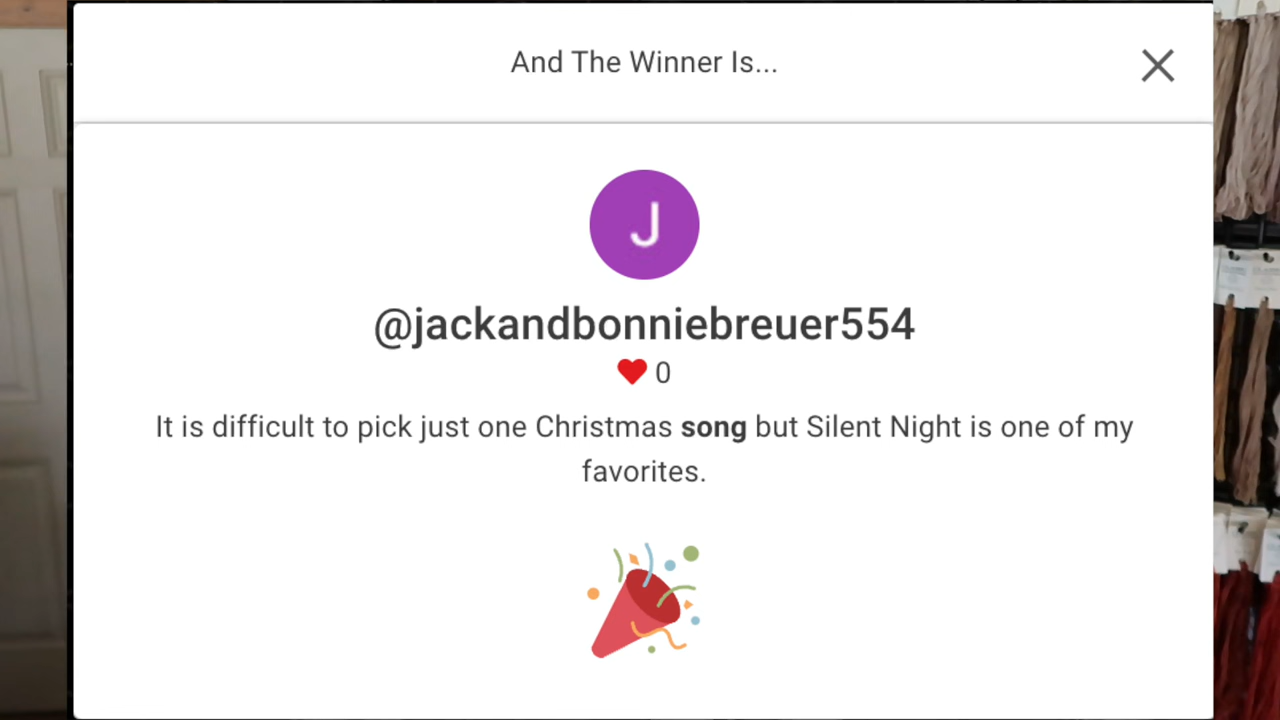 And The Winner Is...
J
@jackandbonniebreuer554
0
It is difficult to pick just one Christmas song but Silent Night is one of my
favorites.